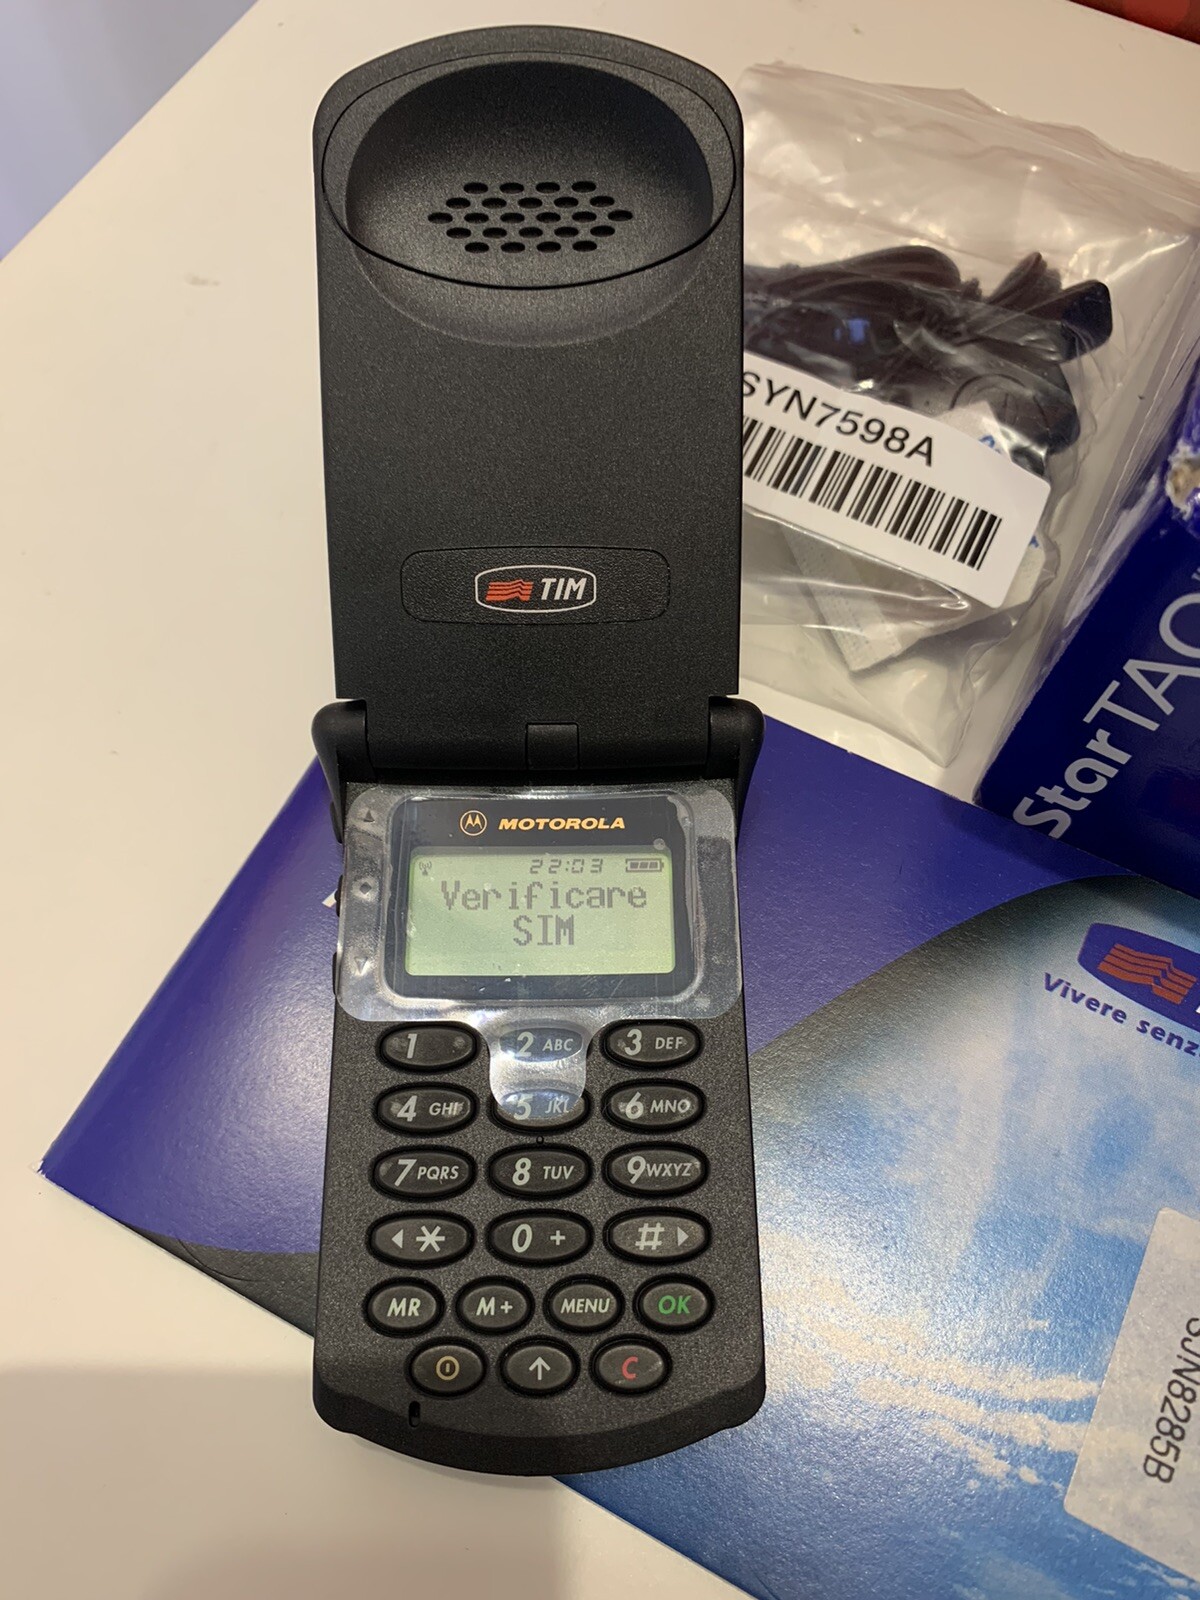 SYN7598A
TIM
StarTAC
MOTOROLA
22:03
Verificare
SIM
Vivere
1
2 ABC
3 DEF
4 GHI
5 JKL
6 MNO
7 PQRS
8 TUV
9 WXYZ
*
0 +
#
MR
M+
MENU
OK
C
SJN8285B